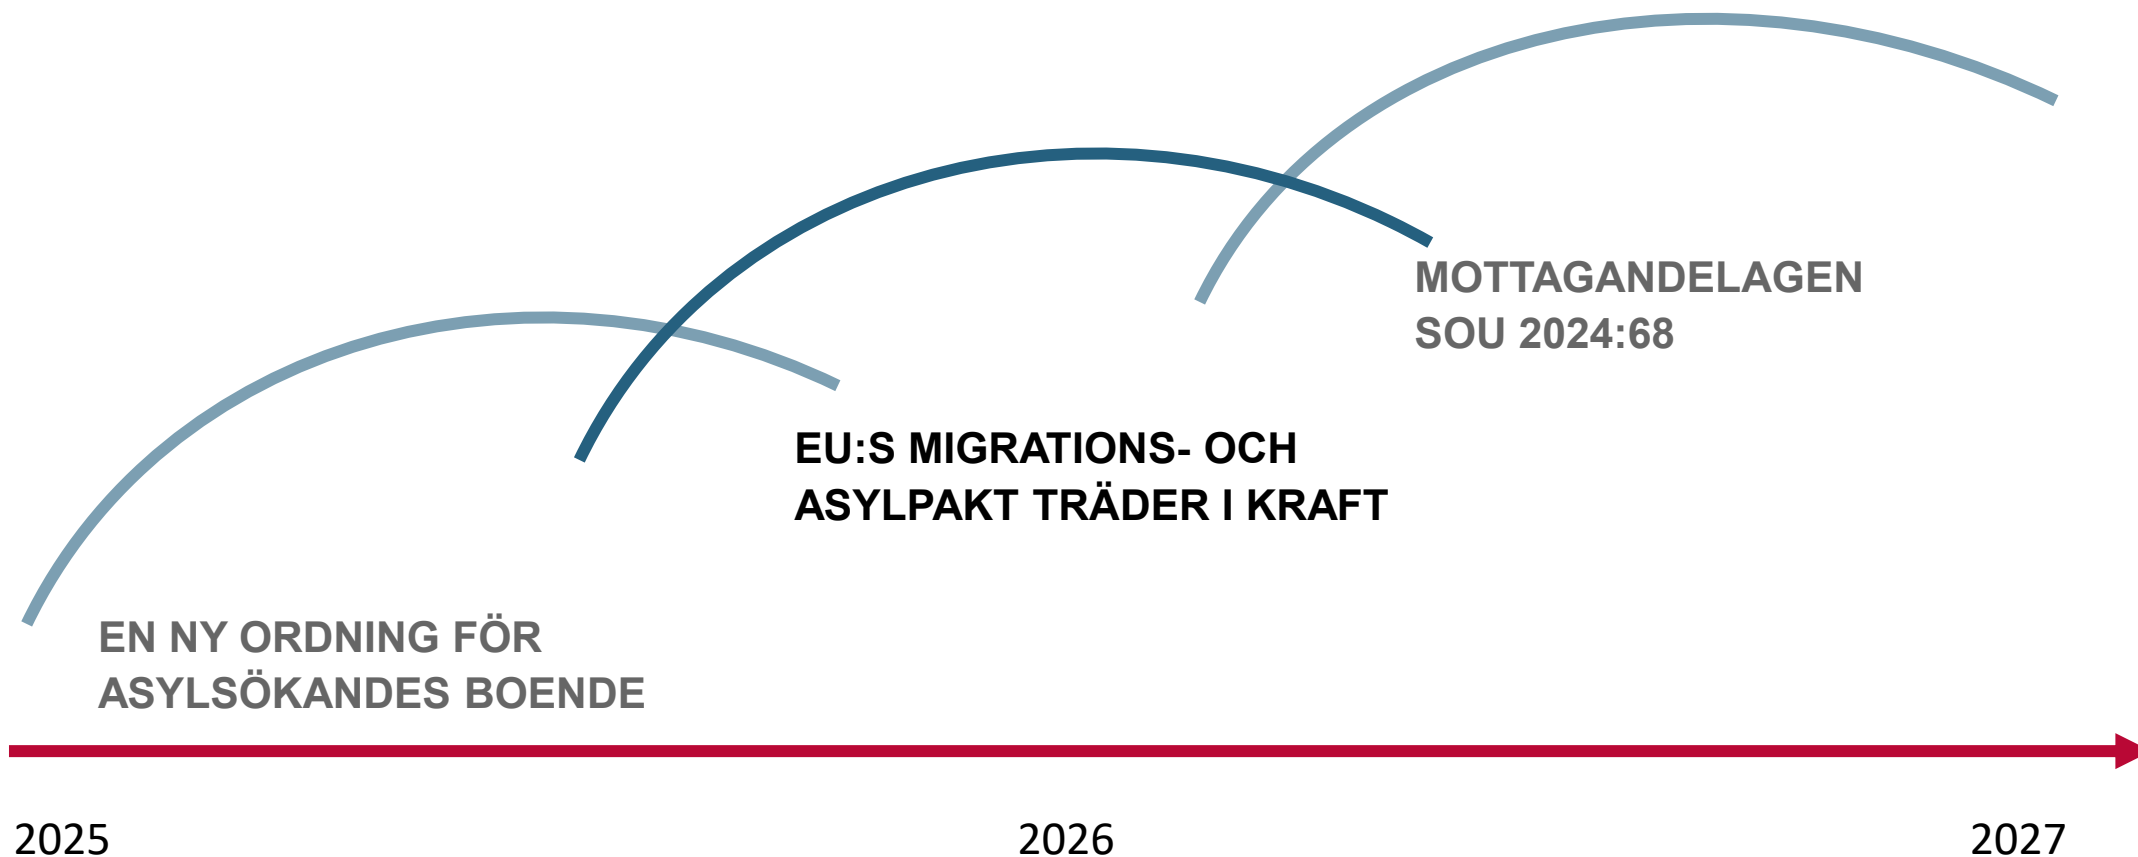 MOTTAGANDELAGEN
SOU 2024:68
EU:S MIGRATIONS- OCH
ASYLPAKT TRÄDER I KRAFT
EN NY ORDNING FÖR
ASYLSÖKANDES BOENDE
2025 2026 2027